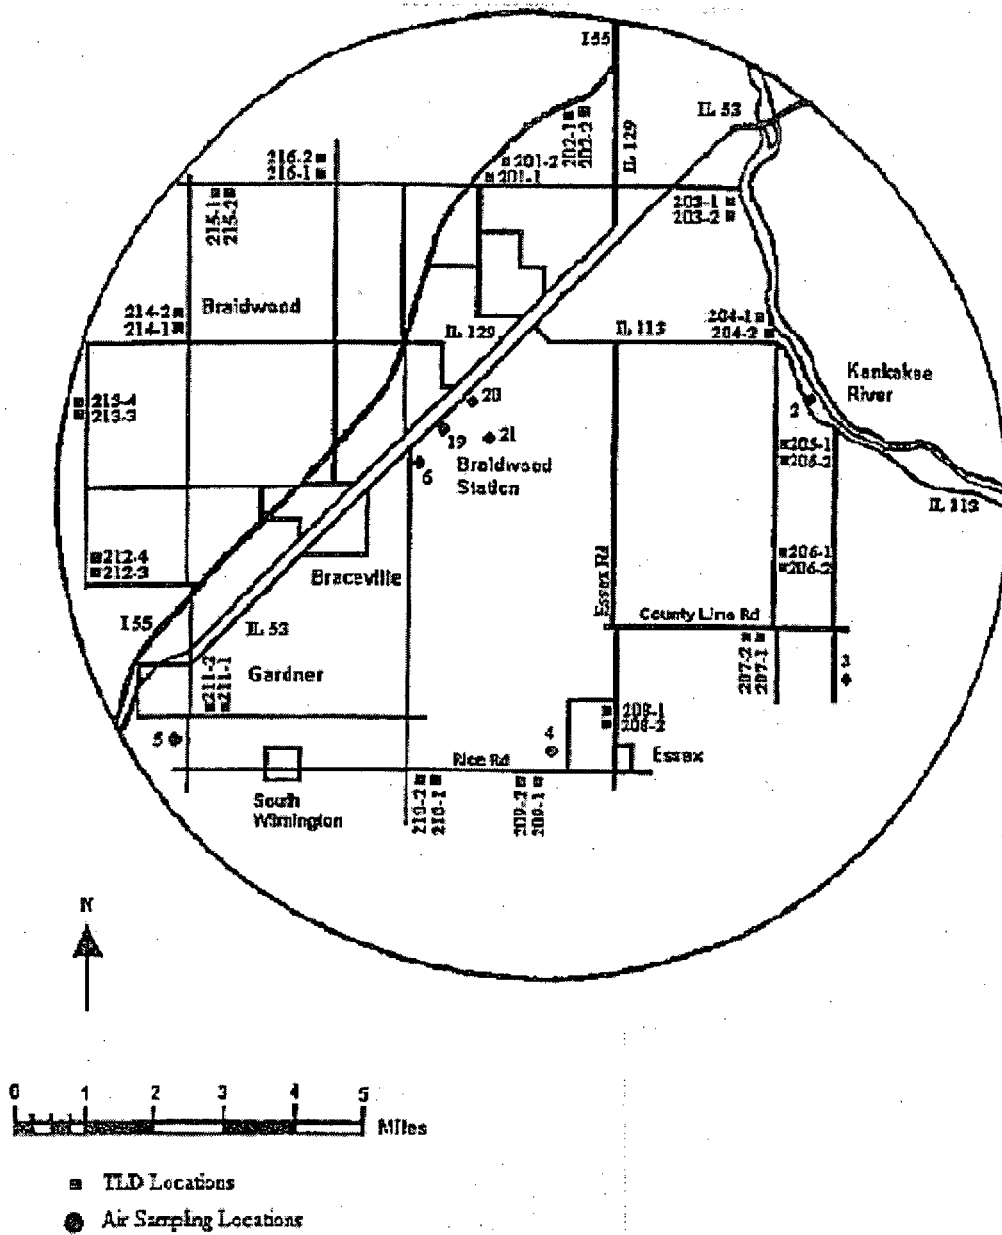 I55
IL 53
IL 129
202-1
202-2
216-2
216-1
201-2
201-1
215-1
215-2
203-1
203-2
Braidwood
214-2
214-1
IL 129
IL 113
204-1
204-2
Kankakee
River
213-4
213-3
20
2
19
21
6
Braidwood
Station
205-1
205-2
IL 113
212-4
212-3
Braceville
Essex Rd
206-1
206-2
County Line Rd
I55
IL 53
Gardner
211-2
211-1
207-2
207-1
3
208-1
208-2
5
4
Essex
Rice Rd
South
Wilmington
210-2
210-1
209-2
209-1
N
0 1 2 3 4 5
Miles
TLD Locations
Air Sampling Locations